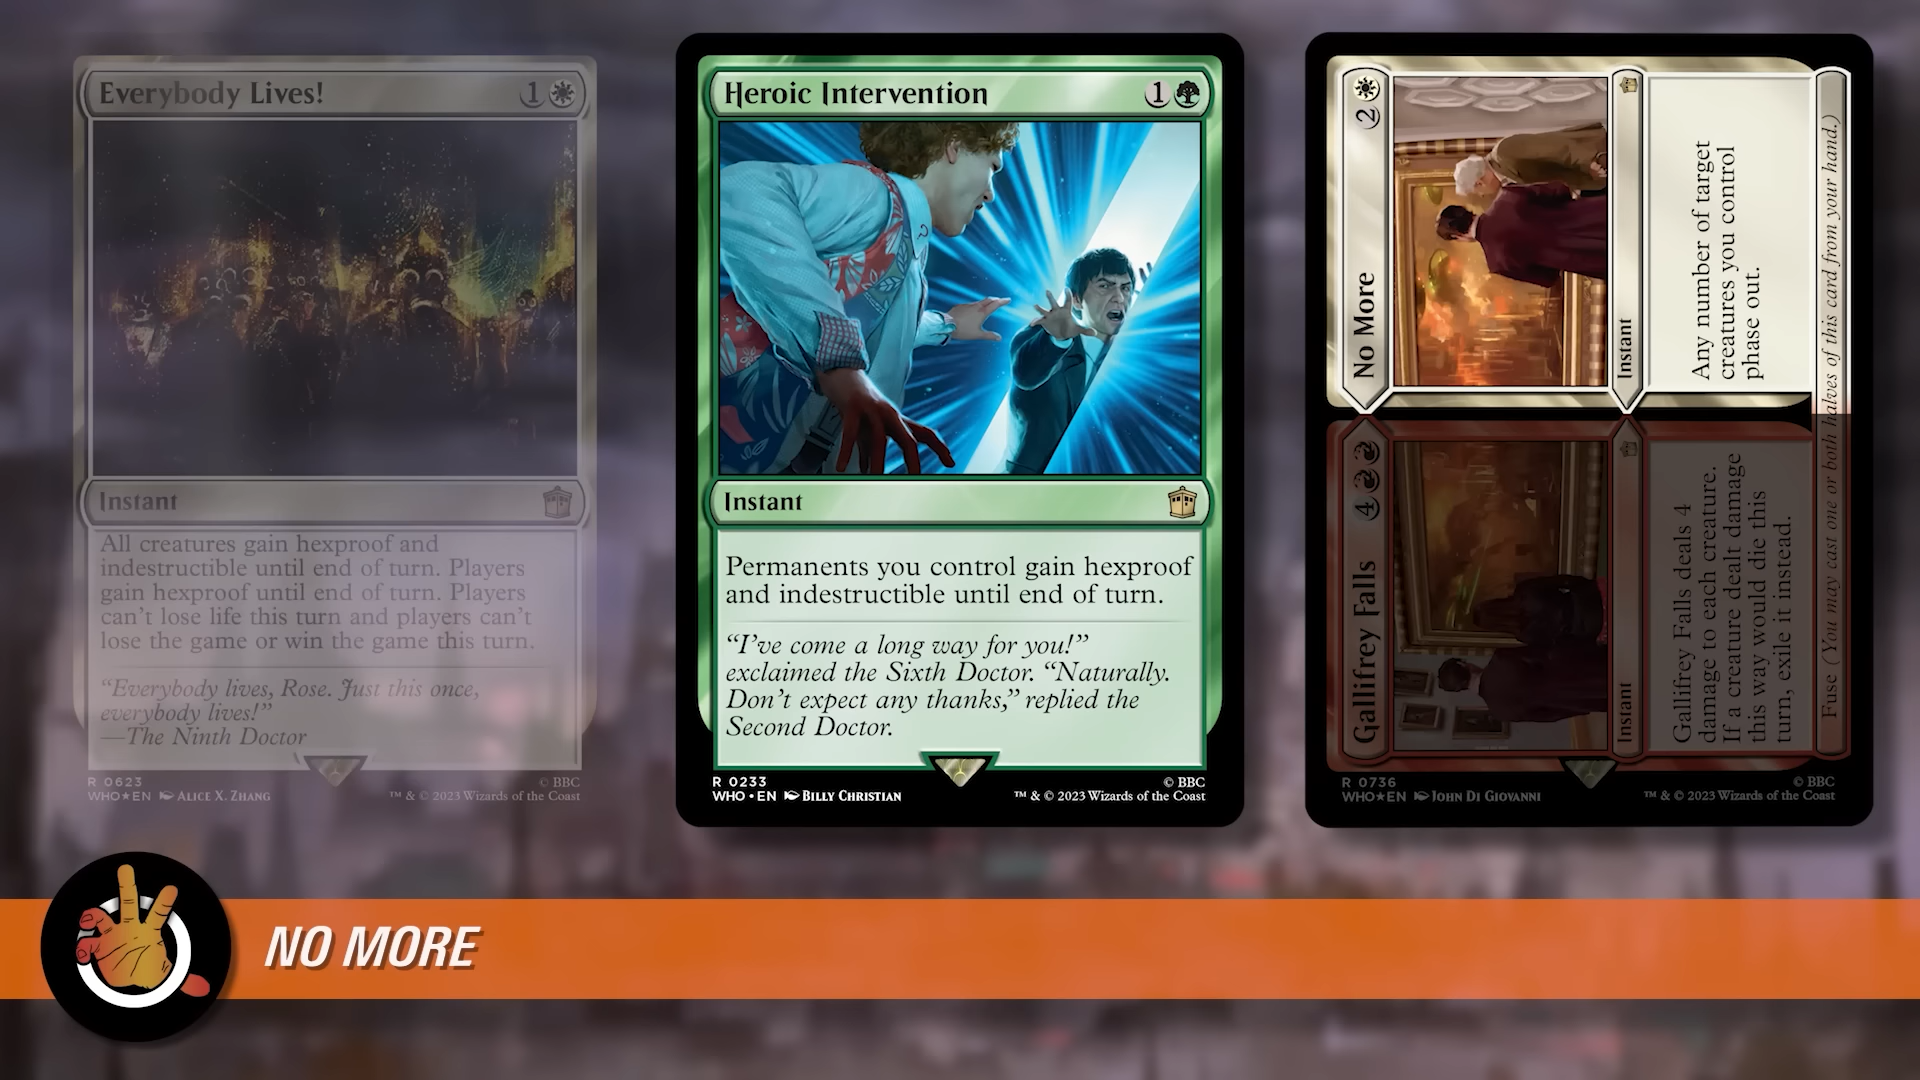 Everybody Lives! 1
Instant
All creatures gain hexproof and
indestructible until end of turn. Players
gain hexproof until end of turn. Players
can't lose life this turn and players can't
lose the game or win the game this turn.
"Everybody lives, Rose. Just this once,
everybody lives!"
—The Ninth Doctor
R 0623
WHO★EN ALICE X. ZHANG
© BBC
™ & © 2023 Wizards of the Coast
Heroic Intervention 1
Instant
Permanents you control gain hexproof
and indestructible until end of turn.
"I've come a long way for you!"
exclaimed the Sixth Doctor. "Naturally.
Don't expect any thanks," replied the
Second Doctor.
R 0233
WHO • EN BILLY CHRISTIAN
© BBC
™ & © 2023 Wizards of the Coast
No More 2
Instant
Any number of target
creatures you control
phase out.
Gallifrey Falls 4
Instant
Gallifrey Falls deals 4
damage to each creature.
If a creature dealt damage
this way would die this
turn, exile it instead.
Fuse (You may cast one or both halves of this card from your hand.)
R 0736
WHO★EN JOHN DI GIOVANNI
© BBC
™ & © 2023 Wizards of the Coast
NO MORE